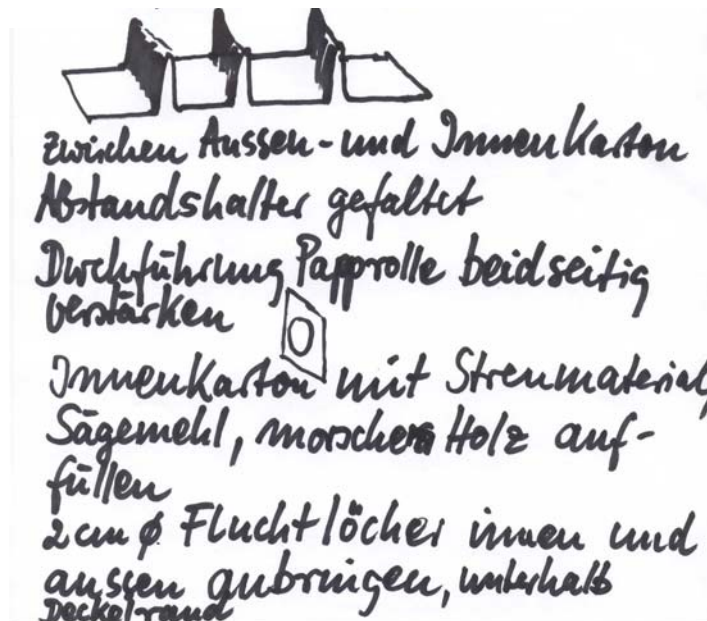 zwischen Aussen- und Innenkarton
Abstandshalter gefaltet
Durchführung Papprolle beidseitig
verstärken
Innenkarton mit Streumaterial,
Sägemehl, morschem Holz auf-
füllen
2 cm ø Fluchtlöcher innen und
aussen anbringen, unterhalb
Deckelrand